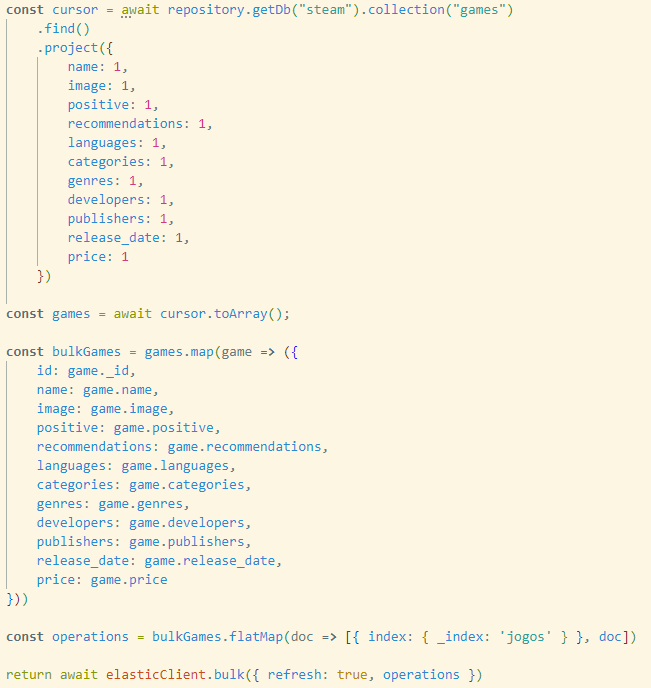 const cursor = await repository.getDb("steam").collection("games")
    .find()
    .project({
        name: 1,
        image: 1,
        positive: 1,
        recommendations: 1,
        languages: 1,
        categories: 1,
        genres: 1,
        developers: 1,
        publishers: 1,
        release_date: 1,
        price: 1
    })
const games = await cursor.toArray();
const bulkGames = games.map(game => ({
    id: game._id,
    name: game.name,
    image: game.image,
    positive: game.positive,
    recommendations: game.recommendations,
    languages: game.languages,
    categories: game.categories,
    genres: game.genres,
    developers: game.developers,
    publishers: game.publishers,
    release_date: game.release_date,
    price: game.price
}))
const operations = bulkGames.flatMap(doc => [{ index: { _index: 'jogos' } }, doc])
return await elasticClient.bulk({ refresh: true, operations })